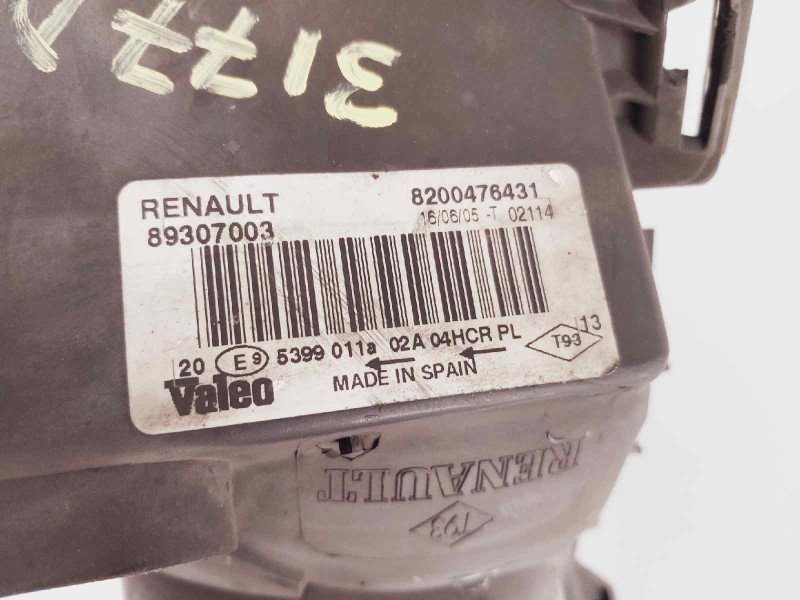 3177A
RENAULT 8200476431
89307003 16/06/05 -T 02114
20 E9 5399 011a 02A 04HCR PL T93 13
Valeo MADE IN SPAIN
RENAULT
T93